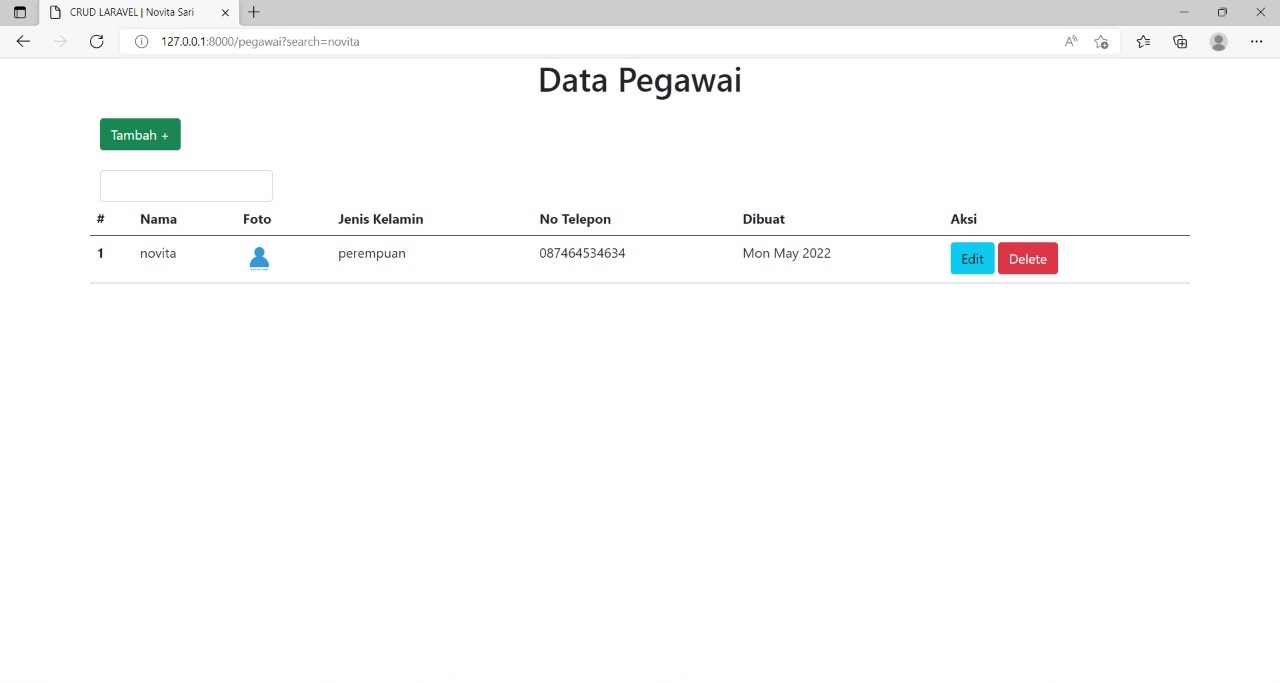 CRUD LARAVEL | Novita Sari
127.0.0.1:8000/pegawai?search=novita
Data Pegawai
Tambah +
# Nama Foto Jenis Kelamin No Telepon Dibuat Aksi
1 novita perempuan 087464534634 Mon May 2022 Edit Delete